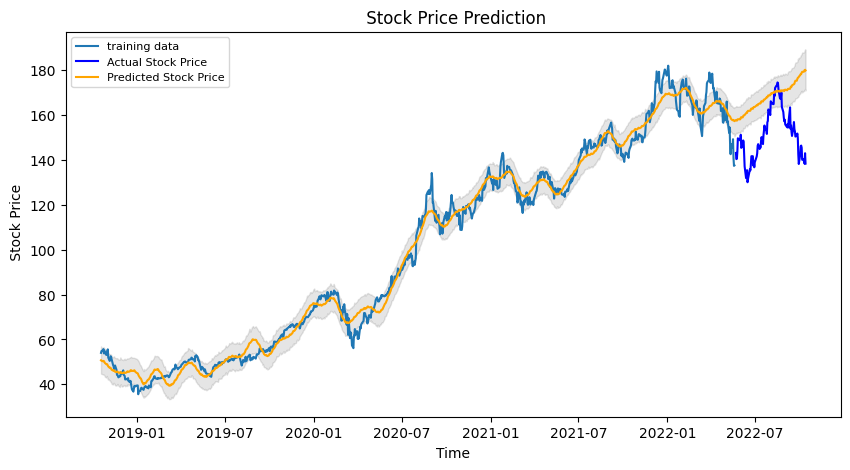 Stock Price Prediction
training data
Actual Stock Price
Predicted Stock Price
Stock Price
180
160
140
120
100
80
60
40
2019-01 2019-07 2020-01 2020-07 2021-01 2021-07 2022-01 2022-07
Time